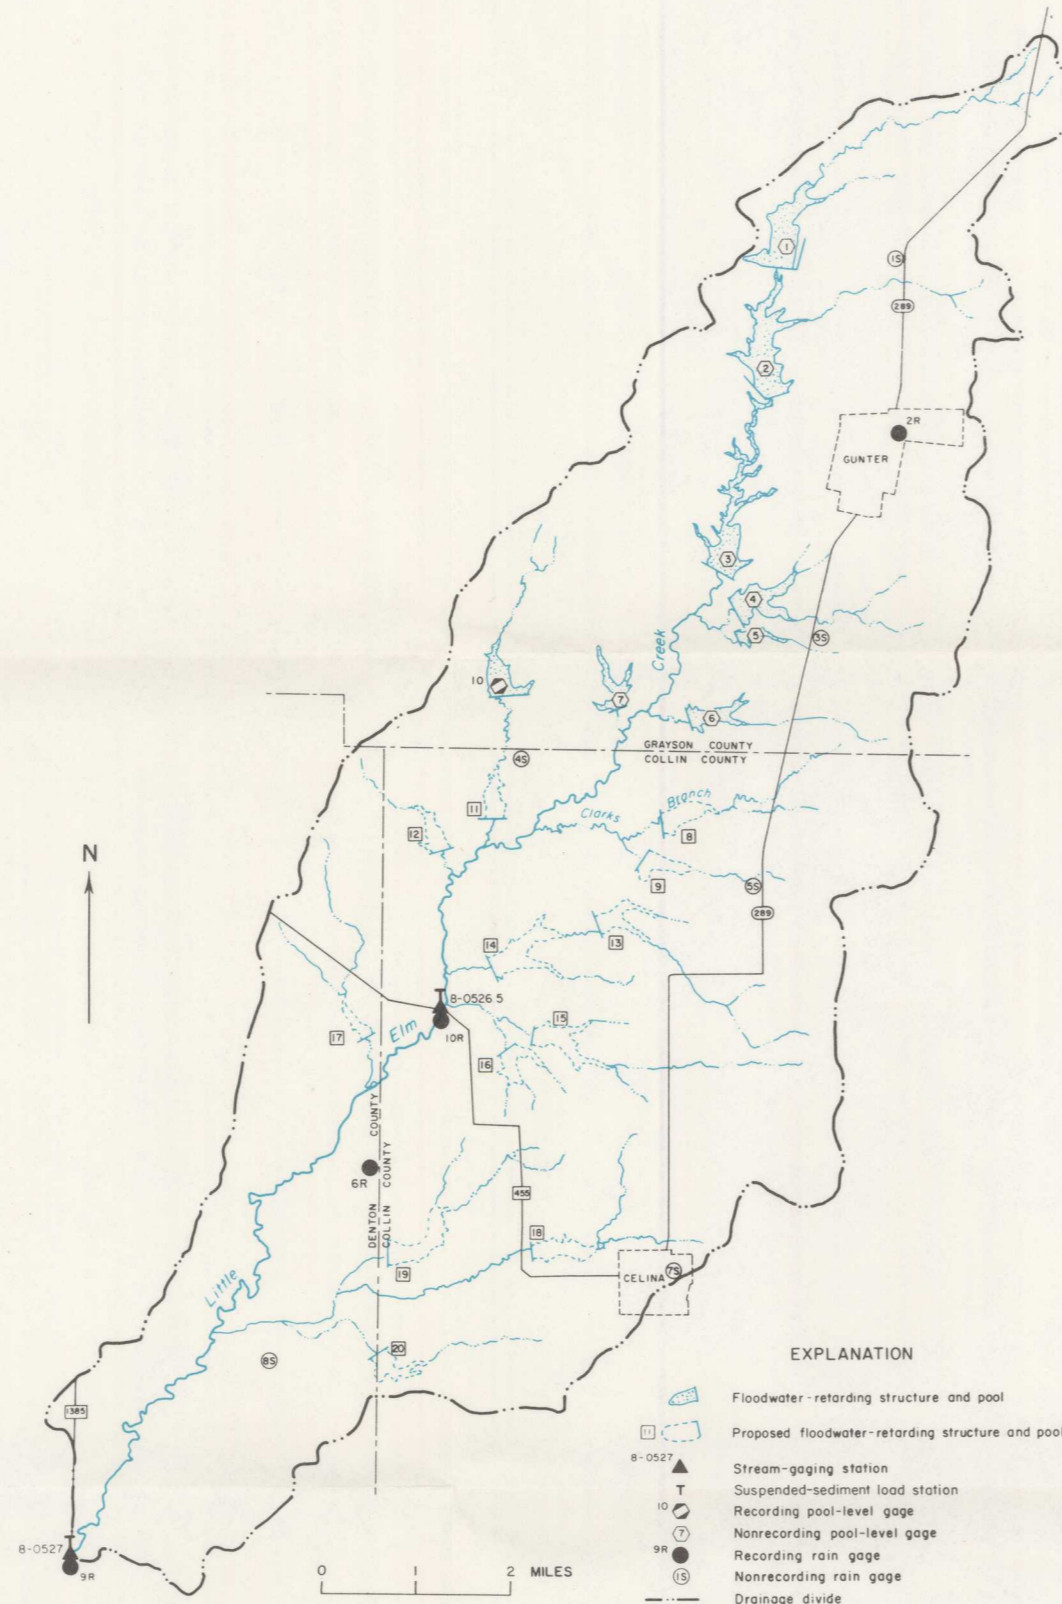 1
1S
289
2
2R
GUNTER
3
4
5
3S
Creek
10
7
6
GRAYSON COUNTY
COLLIN COUNTY
4S
11
Clarks
Branch
12
8
N
9
5S
289
14
13
8-0526 5
10R
Elm
15
17
16
DENTON COUNTY
COLLIN COUNTY
6R
455
18
19
CELINA
7S
Little
20
8S
1385
8-0527
9R
EXPLANATION
Floodwater-retarding structure and pool
11 Proposed floodwater-retarding structure and pool
8-0527 Stream-gaging station
T Suspended-sediment load station
10 Recording pool-level gage
7 Nonrecording pool-level gage
9R Recording rain gage
1S Nonrecording rain gage
Drainage divide
0 1 2 MILES